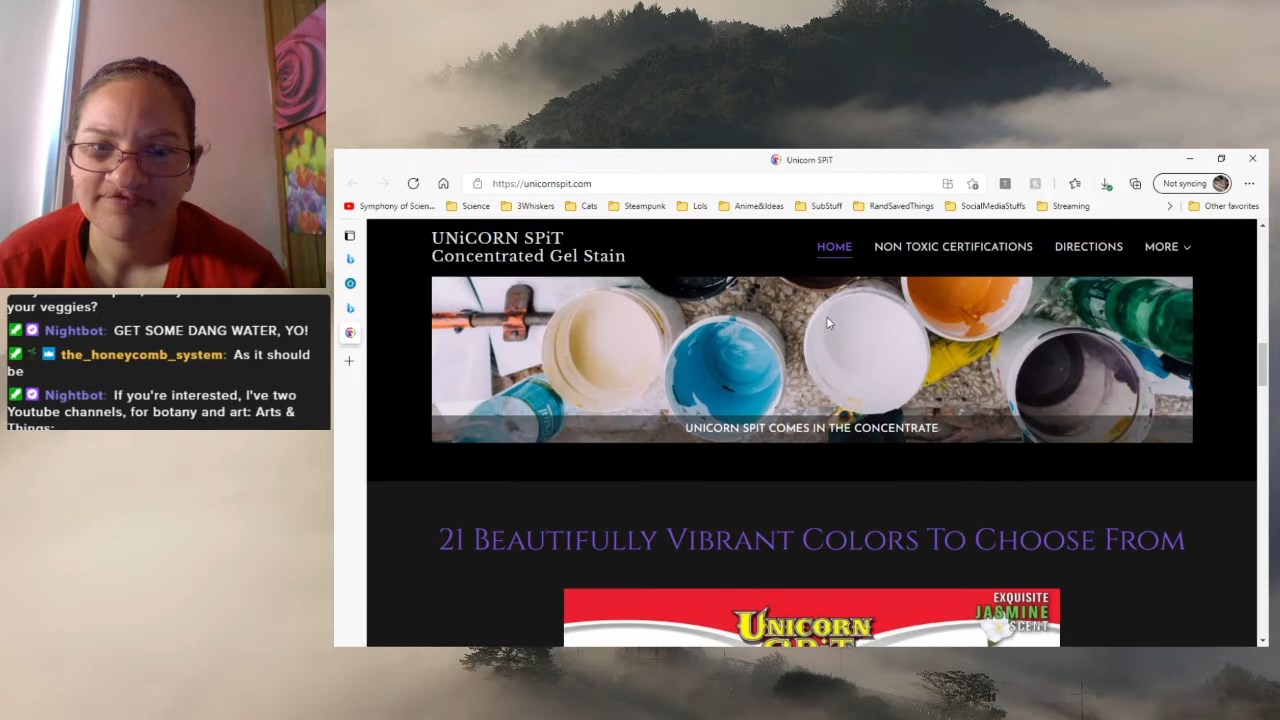 your veggies?
Nightbot: GET SOME DANG WATER, YO!
the_honeycomb_system: As it should
be
Nightbot: If you're interested, I've two
Youtube channels, for botany and art: Arts &
Things:
Unicorn SPiT
https://unicornspit.com
Not syncing
Symphony of Scien...
Science
3Whiskers
Cats
Steampunk
Lols
Anime&Ideas
SubStuff
RandSavedThings
SocialMediaStuffs
Streaming
Other favorites
UNiCORN SPiT
Concentrated Gel Stain
HOME
NON TOXIC CERTIFICATIONS
DIRECTIONS
MORE
UNICORN SPIT COMES IN THE CONCENTRATE
21 Beautifully Vibrant Colors To Choose From
EXQUISITE
JASMINE
SCENT
UNICORN
SPiT